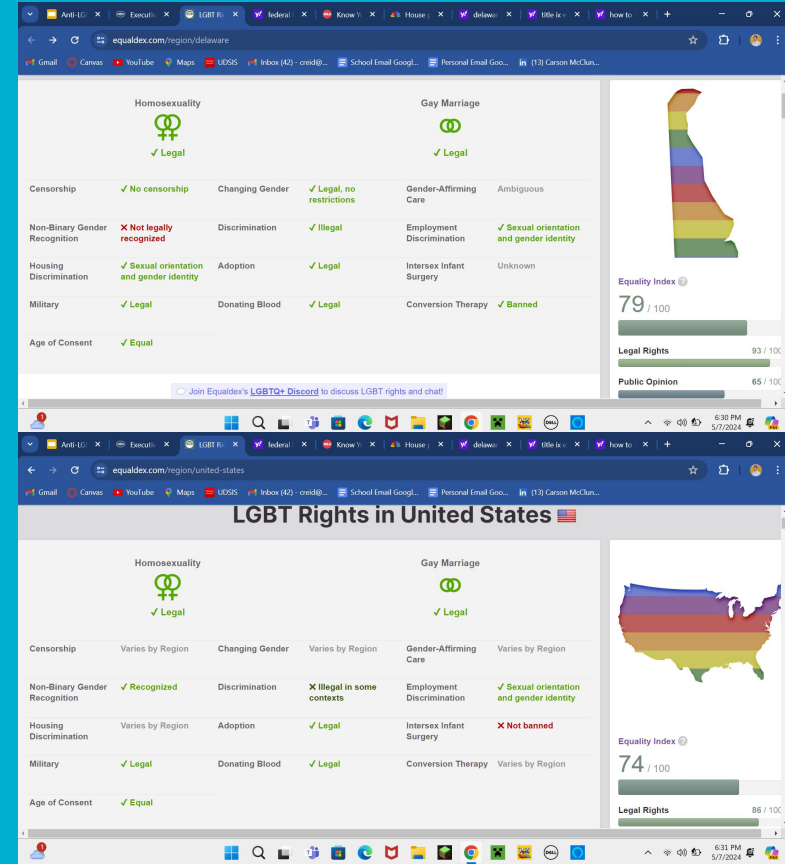 Anti-LG
Executi
LGBT Ri
federal
Know Yo
House p
delawar
title ix e
how to
equaldex.com/region/delaware
Gmail Canvas YouTube Maps UDSIS Inbox (42) - creid@... School Email Googl... Personal Email Goo... (13) Carson McClun...
Homosexuality Gay Marriage
✓ Legal ✓ Legal
Censorship ✓ No censorship Changing Gender ✓ Legal, no Gender-Affirming Ambiguous
restrictions Care
Non-Binary Gender ✗ Not legally Discrimination ✓ Illegal Employment ✓ Sexual orientation
Recognition recognized Discrimination and gender identity
Housing ✓ Sexual orientation Adoption ✓ Legal Intersex Infant Unknown
Discrimination and gender identity Surgery
Military ✓ Legal Donating Blood ✓ Legal Conversion Therapy ✓ Banned
Age of Consent ✓ Equal
Join Equaldex's LGBTQ+ Discord to discuss LGBT rights and chat!
Equality Index ?
79 / 100
Legal Rights 93 / 100
Public Opinion 65 / 100
6:30 PM
5/7/2024
Anti-LG
Executi
LGBT Ri
federal
Know Yo
House p
delawar
title ix e
how to
equaldex.com/region/united-states
Gmail Canvas YouTube Maps UDSIS Inbox (42) - creid@... School Email Googl... Personal Email Goo... (13) Carson McClun...
LGBT Rights in United States
Homosexuality Gay Marriage
✓ Legal ✓ Legal
Censorship Varies by Region Changing Gender Varies by Region Gender-Affirming Varies by Region
Care
Non-Binary Gender ✓ Recognized Discrimination ✗ Illegal in some Employment ✓ Sexual orientation
Recognition contexts Discrimination and gender identity
Housing Varies by Region Adoption ✓ Legal Intersex Infant ✗ Not banned
Discrimination Surgery
Military ✓ Legal Donating Blood ✓ Legal Conversion Therapy Varies by Region
Age of Consent ✓ Equal
Equality Index ?
74 / 100
Legal Rights 86 / 100
6:31 PM
5/7/2024